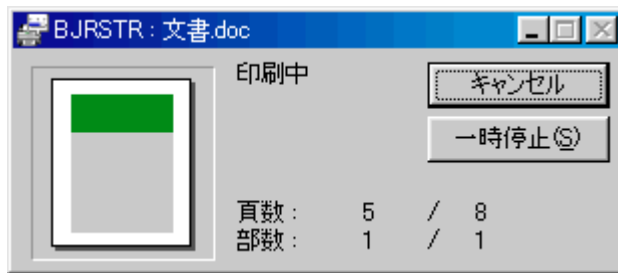 BJRSTR : 文書.doc
印刷中
キャンセル
一時停止(S)
頁数 : 5 / 8
部数 : 1 / 1